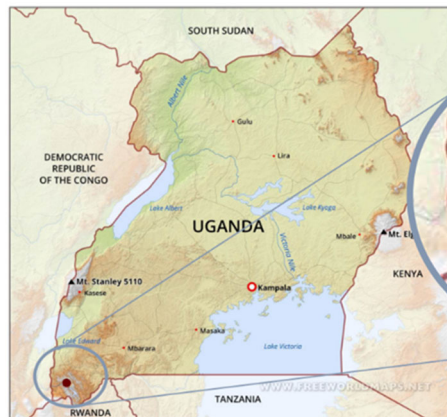 SOUTH SUDAN
Albert Nile
Gulu
DEMOCRATIC
REPUBLIC
OF THE CONGO
Lira
Lake Albert
Lake Kyoga
UGANDA
Victoria Nile
Mbale
Mt. Elg
KENYA
Mt. Stanley 5110
Kasese
Kampala
Masaka
Lake Edward
Mbarara
Lake Victoria
WWW.FREEWORLDMAPS.NET
RWANDA
TANZANIA